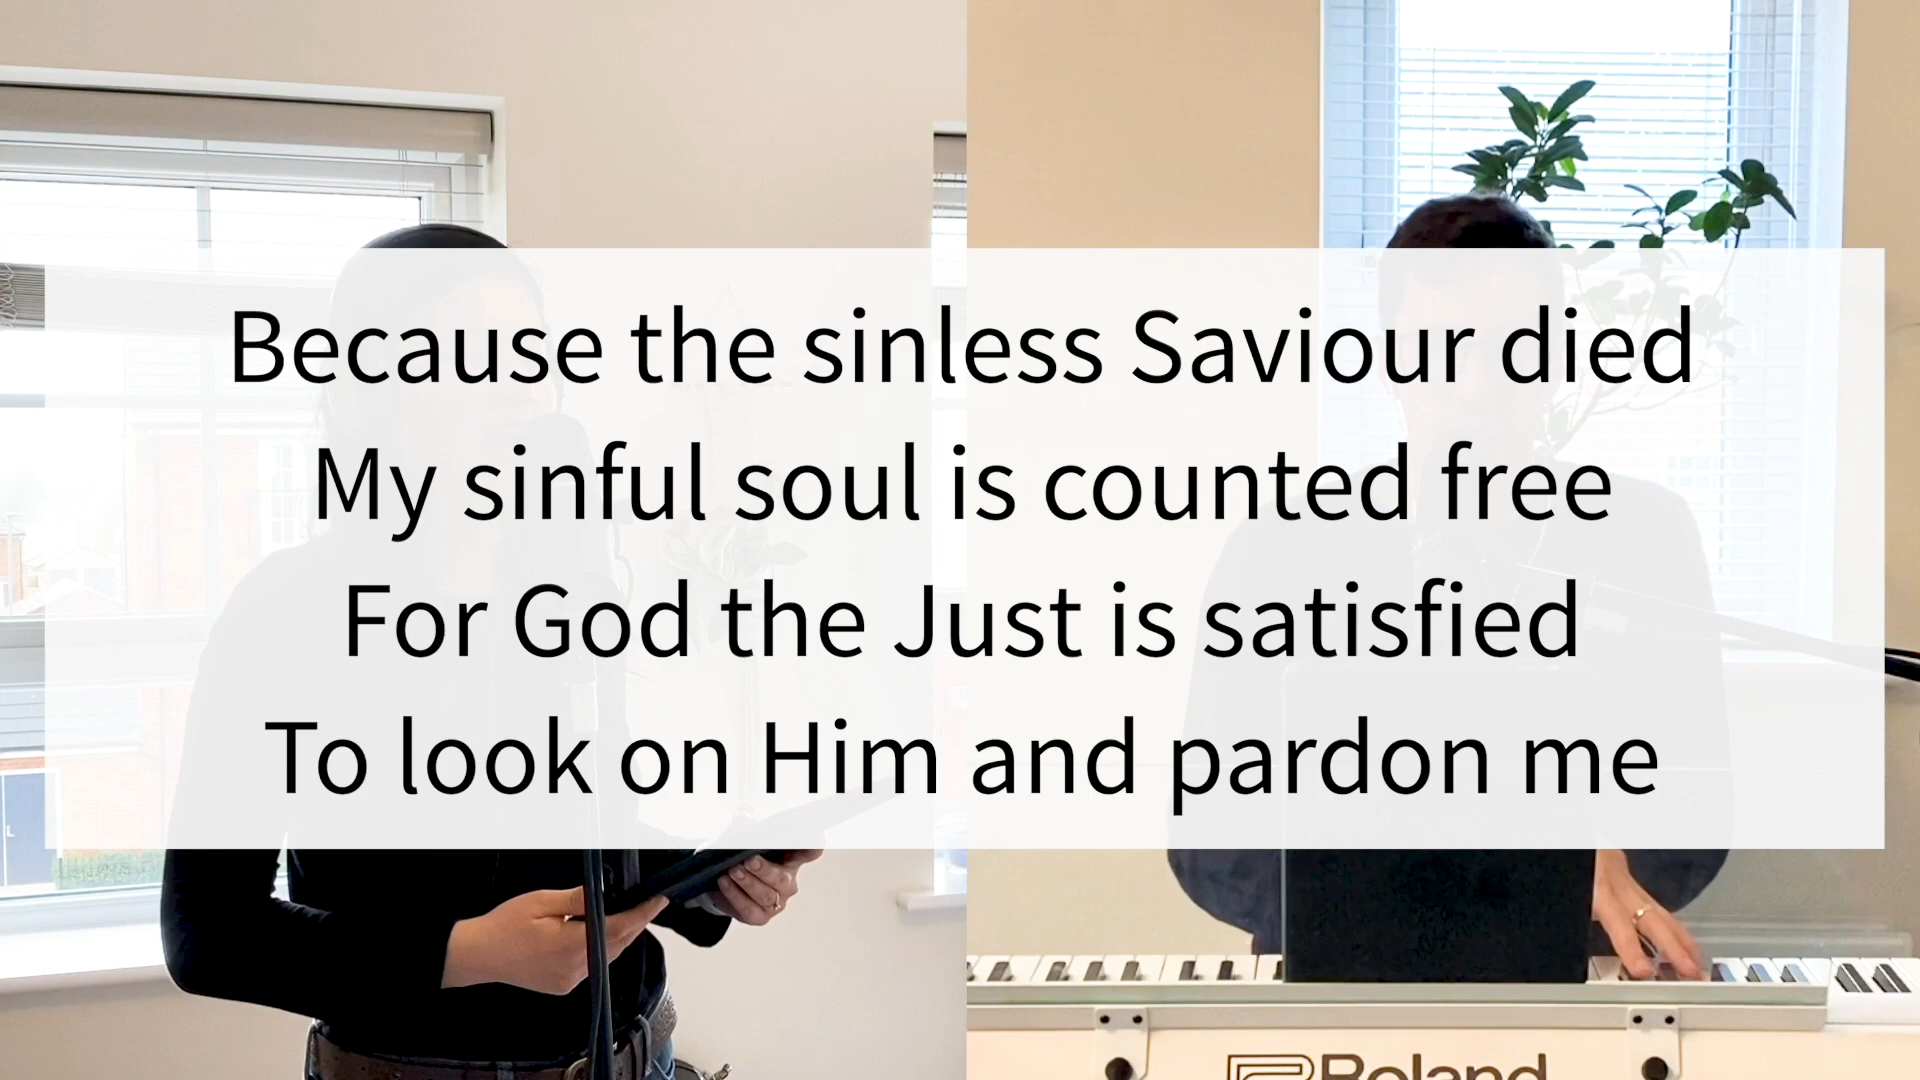 Because the sinless Saviour died
My sinful soul is counted free
For God the Just is satisfied
To look on Him and pardon me
Roland